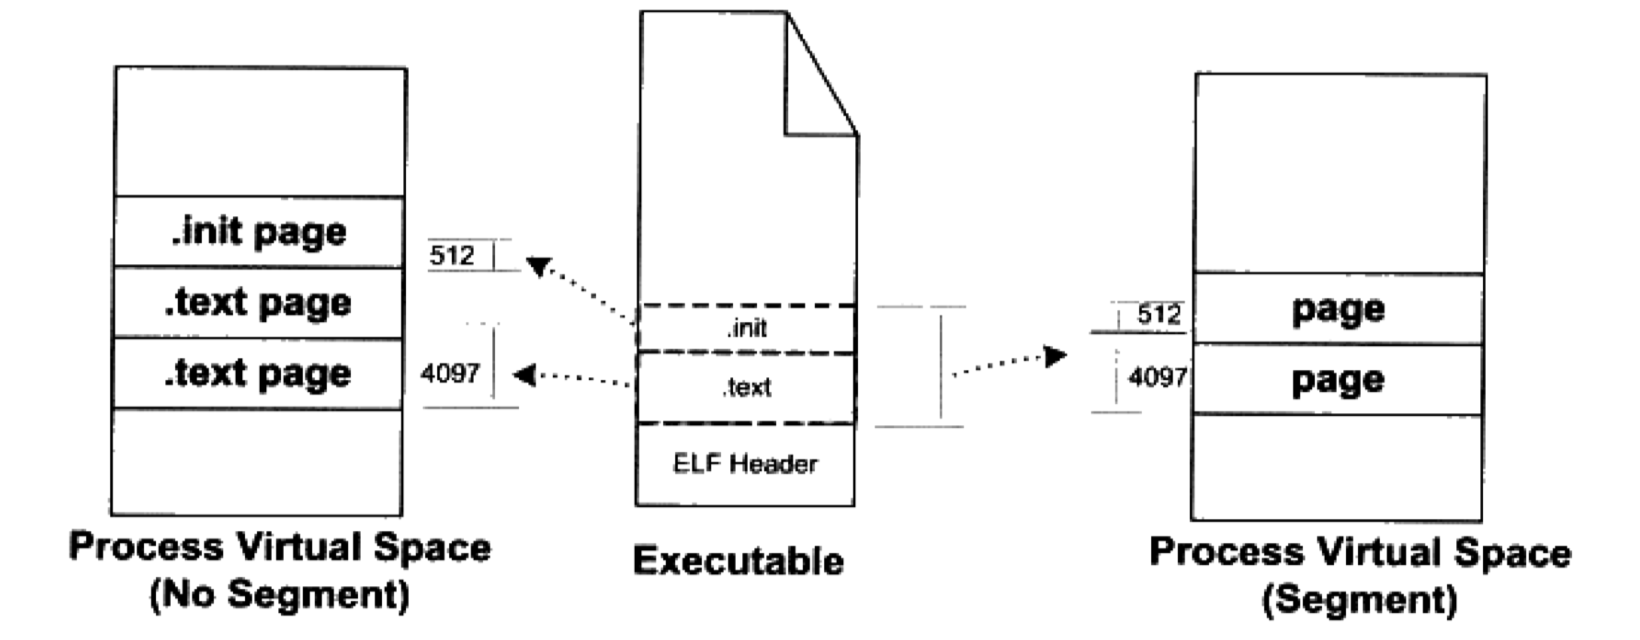 .init page
.text page
.text page
512
4097
Process Virtual Space
(No Segment)
.init
.text
ELF Header
Executable
512
4097
page
page
Process Virtual Space
(Segment)